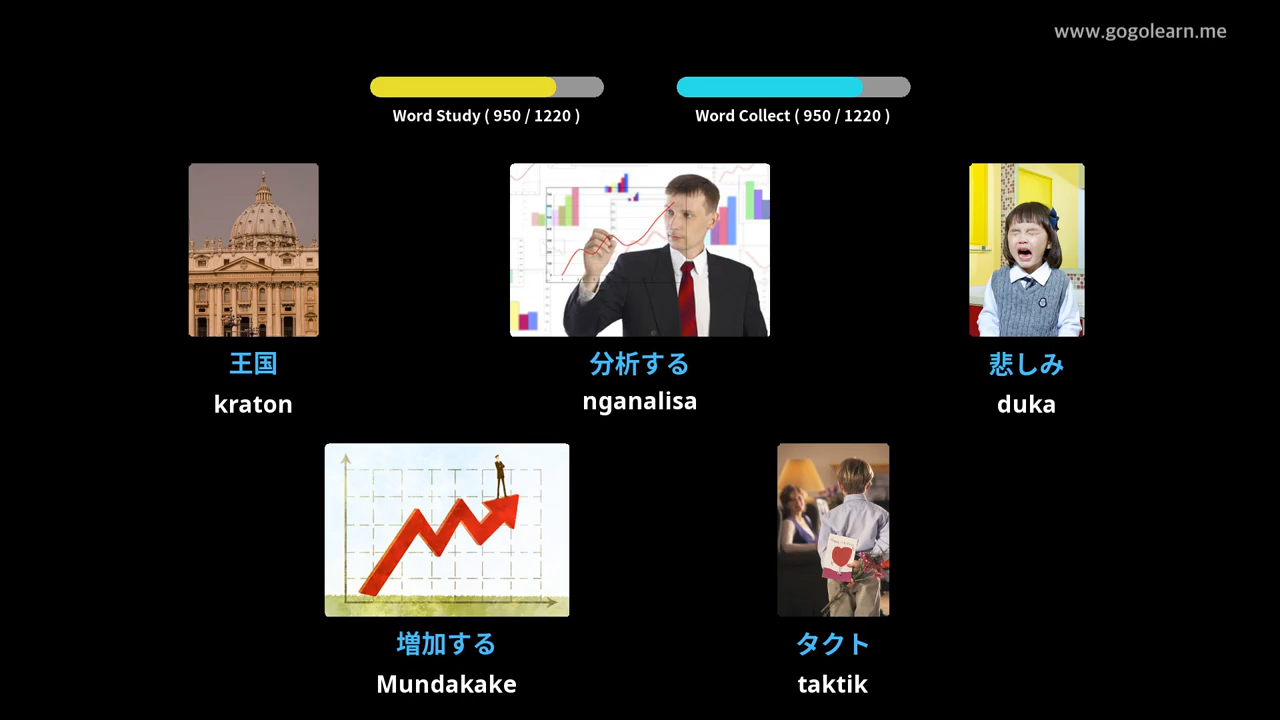 www.gogolearn.me
Word Study ( 950 / 1220 )
Word Collect ( 950 / 1220 )
王国
kraton
分析する
nganalisa
悲しみ
duka
増加する
Mundakake
タクト
taktik